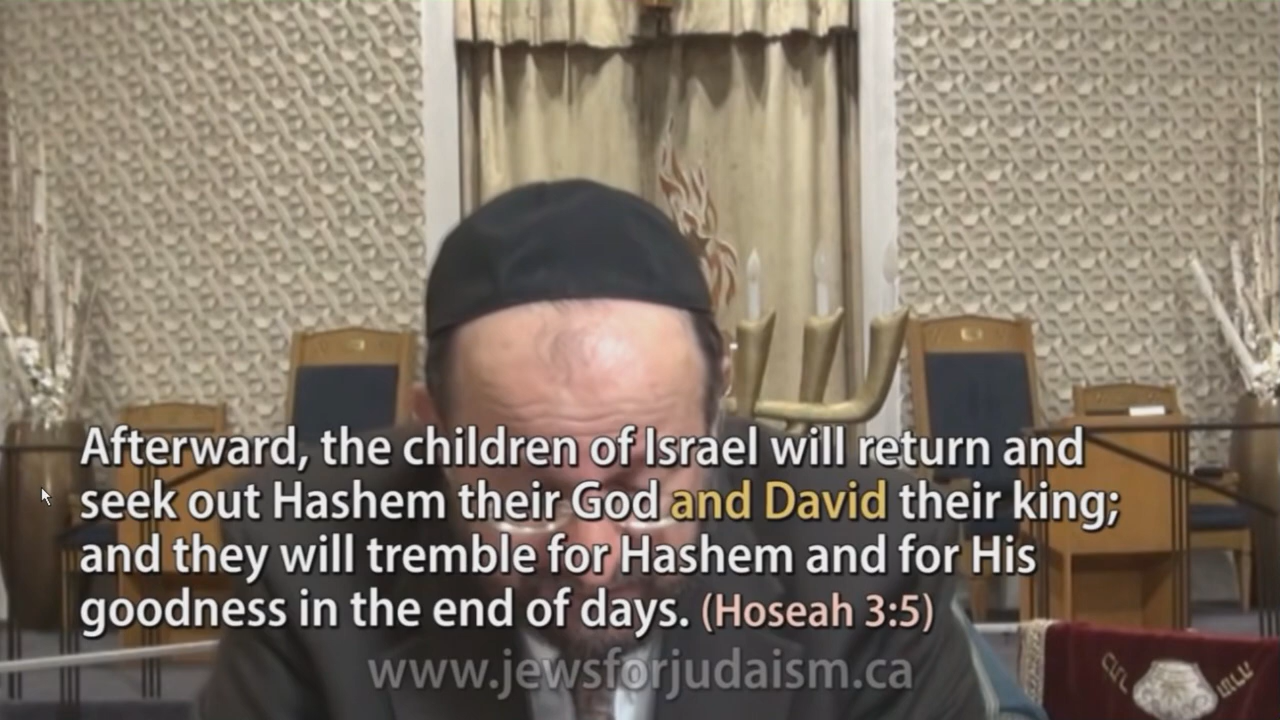 Afterward, the children of Israel will return and
seek out Hashem their God and David their king;
and they will tremble for Hashem and for His
goodness in the end of days. (Hoseah 3:5)
www.jewsforjudaism.ca